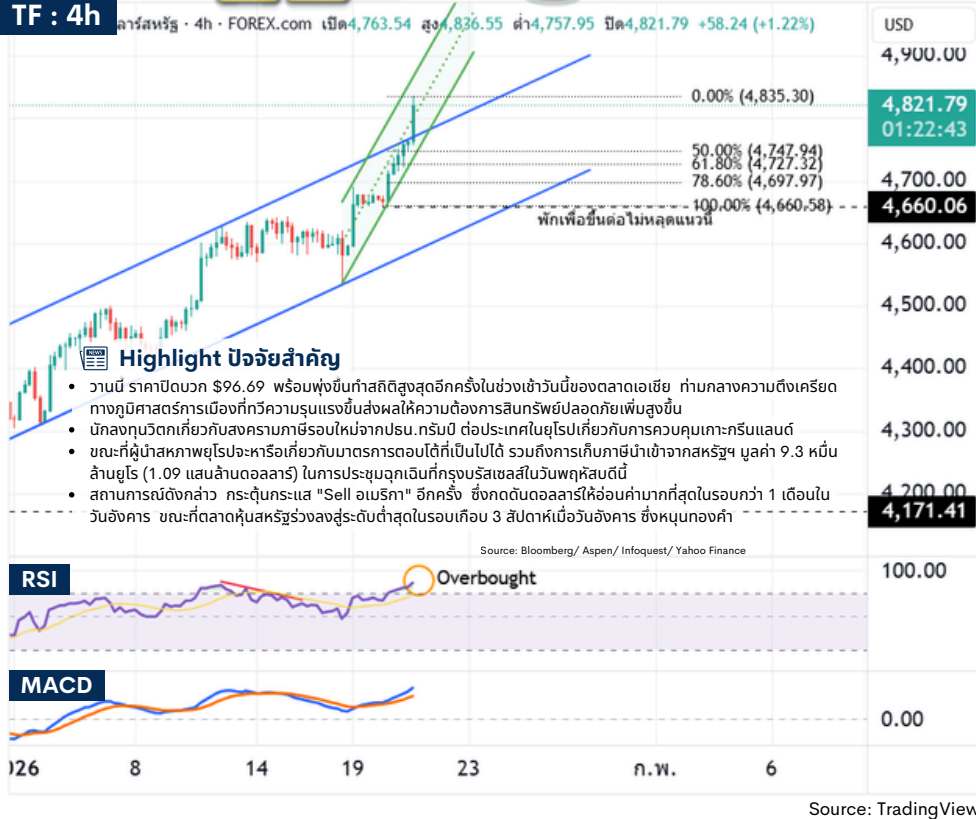 TF : 4h
ลาร์สหรัฐ · 4h · FOREX.com เปิด4,763.54 สูง4,836.55 ต่ำ4,757.95 ปิด4,821.79 +58.24 (+1.22%)
USD
4,900.00
0.00% (4,835.30)
4,821.79
01:22:43
50.00% (4,747.94)
61.80% (4,727.32)
4,700.00
78.60% (4,697.97)
100.00% (4,660.58)
4,660.06
พักเพื่อขึ้นต่อไม่หลุดแนวนี้
4,600.00
4,500.00
Highlight ปัจจัยสำคัญ
4,400.00
• วานนี้ ราคาปิดบวก $96.69 พร้อมพุ่งขึ้นทำสถิติสูงสุดอีกครั้งในช่วงเช้าวันนี้ของตลาดเอเชีย ท่ามกลางความตึงเครียด
ทางภูมิศาสตร์การเมืองที่ทวีความรุนแรงขึ้นส่งผลให้ความต้องการสินทรัพย์ปลอดภัยเพิ่มสูงขึ้น
• นักลงทุนวิตกเกี่ยวกับสงครามภาษีรอบใหม่จากปธน.ทรัมป์ ต่อประเทศในยุโรปเกี่ยวกับการควบคุมเกาะกรีนแลนด์
4,300.00
• ขณะที่ผู้นำสหภาพยุโรปจะหารือเกี่ยวกับมาตรการตอบโต้ที่เป็นไปได้ รวมถึงการเก็บภาษีนำเข้าจากสหรัฐฯ มูลค่า 9.3 หมื่น
ล้านยูโร (1.09 แสนล้านดอลลาร์) ในการประชุมฉุกเฉินที่กรุงบรัสเซลส์ในวันพฤหัสบดีนี้
• สถานการณ์ดังกล่าว กระตุ้นกระแส "Sell อเมริกา" อีกครั้ง ซึ่งกดดันดอลลาร์ให้อ่อนค่ามากที่สุดในรอบกว่า 1 เดือนใน
วันอังคาร ขณะที่ตลาดหุ้นสหรัฐร่วงลงสู่ระดับต่ำสุดในรอบเกือบ 3 สัปดาห์เมื่อวันอังคาร ซึ่งหนุนทองคำ
4,200.00
4,171.41
Source: Bloomberg/ Aspen/ Infoquest/ Yahoo Finance
RSI
Overbought
100.00
MACD
0.00
026 8 14 19 23 ก.พ. 6
Source: TradingView